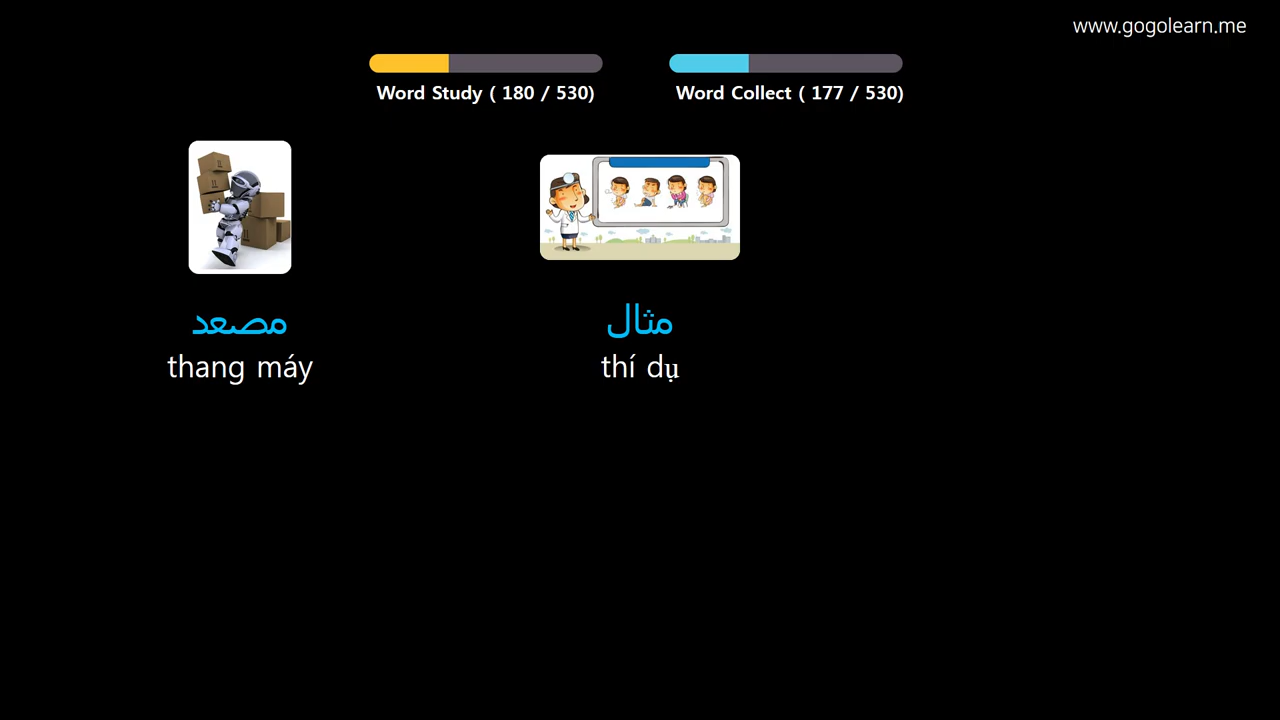 www.gogolearn.me
Word Study ( 180 / 530)
Word Collect ( 177 / 530)
مصعد
thang máy
مثال
thí dụ